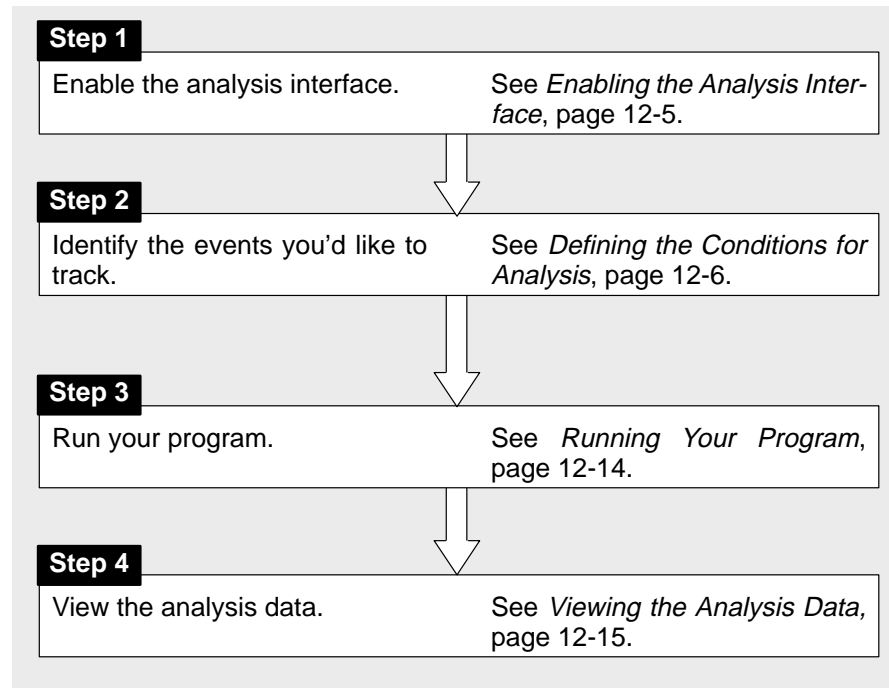 Step 1
Enable the analysis interface.
See Enabling the Analysis Inter-
face, page 12-5.
Step 2
Identify the events you'd like to
track.
See Defining the Conditions for
Analysis, page 12-6.
Step 3
Run your program.
See Running Your Program,
page 12-14.
Step 4
View the analysis data.
See Viewing the Analysis Data,
page 12-15.